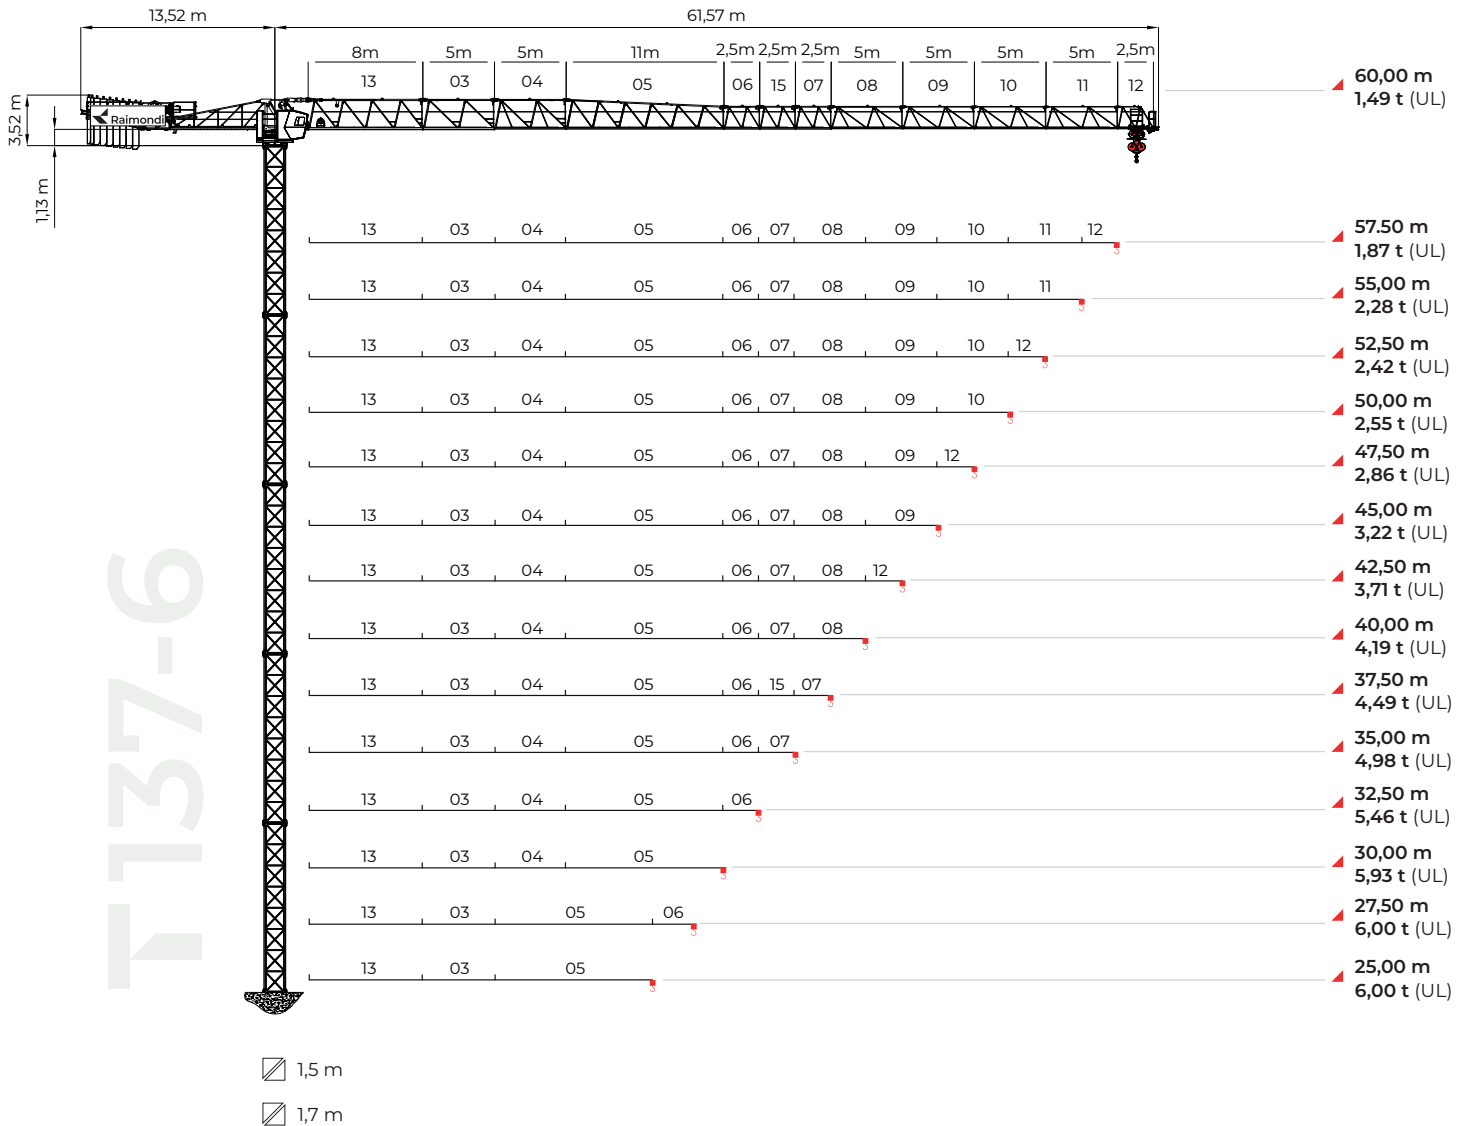 13,52 m 61,57 m
8m 5m 5m 11m 2,5m 2,5m 2,5m 5m 5m 5m 5m 2,5m
13 03 04 05 06 15 07 08 09 10 11 12
60,00 m
1,49 t (UL)
3,52 m
Raimondi
1,13 m
13 03 04 05 06 07 08 09 10 11 12
57.50 m
1,87 t (UL)
13 03 04 05 06 07 08 09 10 11
55,00 m
2,28 t (UL)
13 03 04 05 06 07 08 09 10 12
52,50 m
2,42 t (UL)
13 03 04 05 06 07 08 09 10
50,00 m
2,55 t (UL)
13 03 04 05 06 07 08 09 12
47,50 m
2,86 t (UL)
13 03 04 05 06 07 08 09
45,00 m
3,22 t (UL)
13 03 04 05 06 07 08 12
42,50 m
3,71 t (UL)
13 03 04 05 06 07 08
40,00 m
4,19 t (UL)
13 03 04 05 06 15 07
37,50 m
4,49 t (UL)
13 03 04 05 06 07
35,00 m
4,98 t (UL)
13 03 04 05 06
32,50 m
5,46 t (UL)
13 03 04 05
30,00 m
5,93 t (UL)
13 03 05 06
27,50 m
6,00 t (UL)
13 03 05
25,00 m
6,00 t (UL)
T137-6
1,5 m
1,7 m